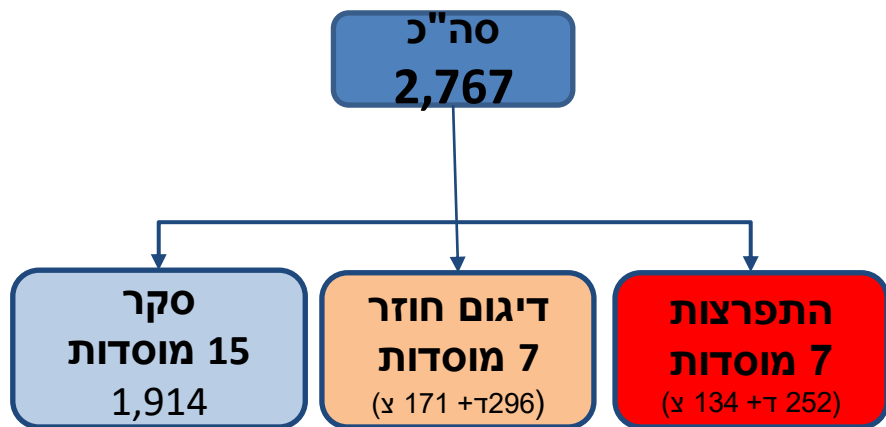 סה"כ
2,767
התפרצות
7 מוסדות
(252 ד+ 134 צ)
דיגום חוזר
7 מוסדות
(296ד+ 171 צ)
סקר
15 מוסדות
1,914